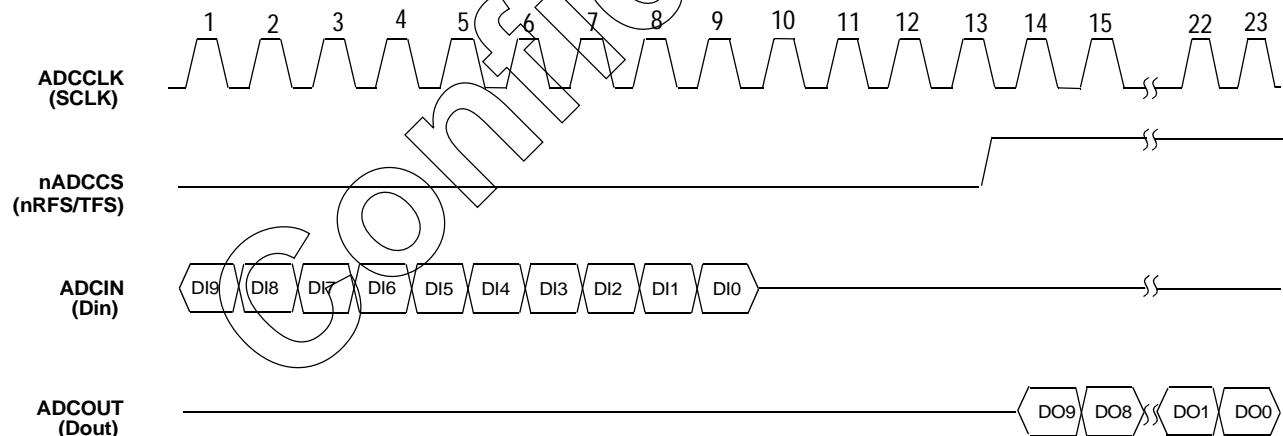 1 2 3 4 5 6 7 8 9 10 11 12 13 14 15 22 23
ADCCLK
(SCLK)
nADCCS
(nRFS/TFS)
ADCIN
(Din)
DI9 DI8 DI7 DI6 DI5 DI4 DI3 DI2 DI1 DI0
ADCOUT
(Dout)
DO9 DO8 DO1 DO0